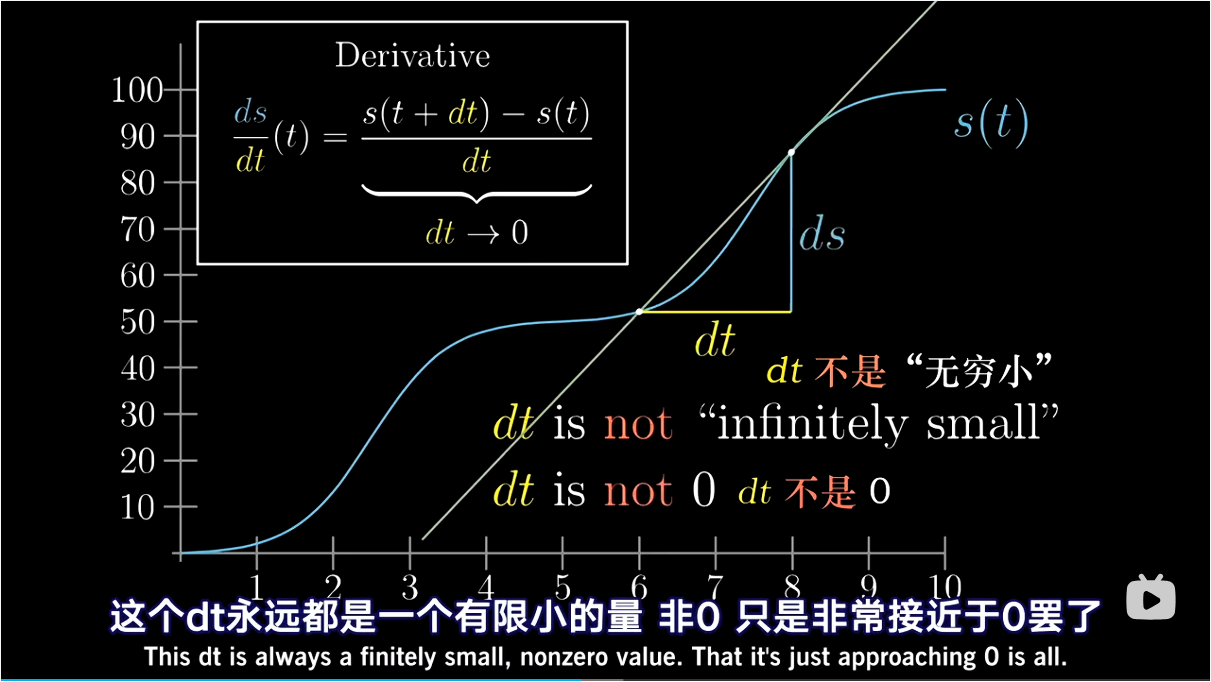 Derivative
ds/dt (t) = s(t + dt) − s(t) / dt
dt → 0
100
90
80
70
60
50
40
30
20
10
s(t)
ds
dt
dt 不是“无穷小”
dt is not “infinitely small”
dt is not 0 dt 不是 0
1 2 3 4 5 6 7 8 9 10
这个dt永远都是一个有限小的量 非0 只是非常接近于0罢了
This dt is always a finitely small, nonzero value. That it's just approaching 0 is all.